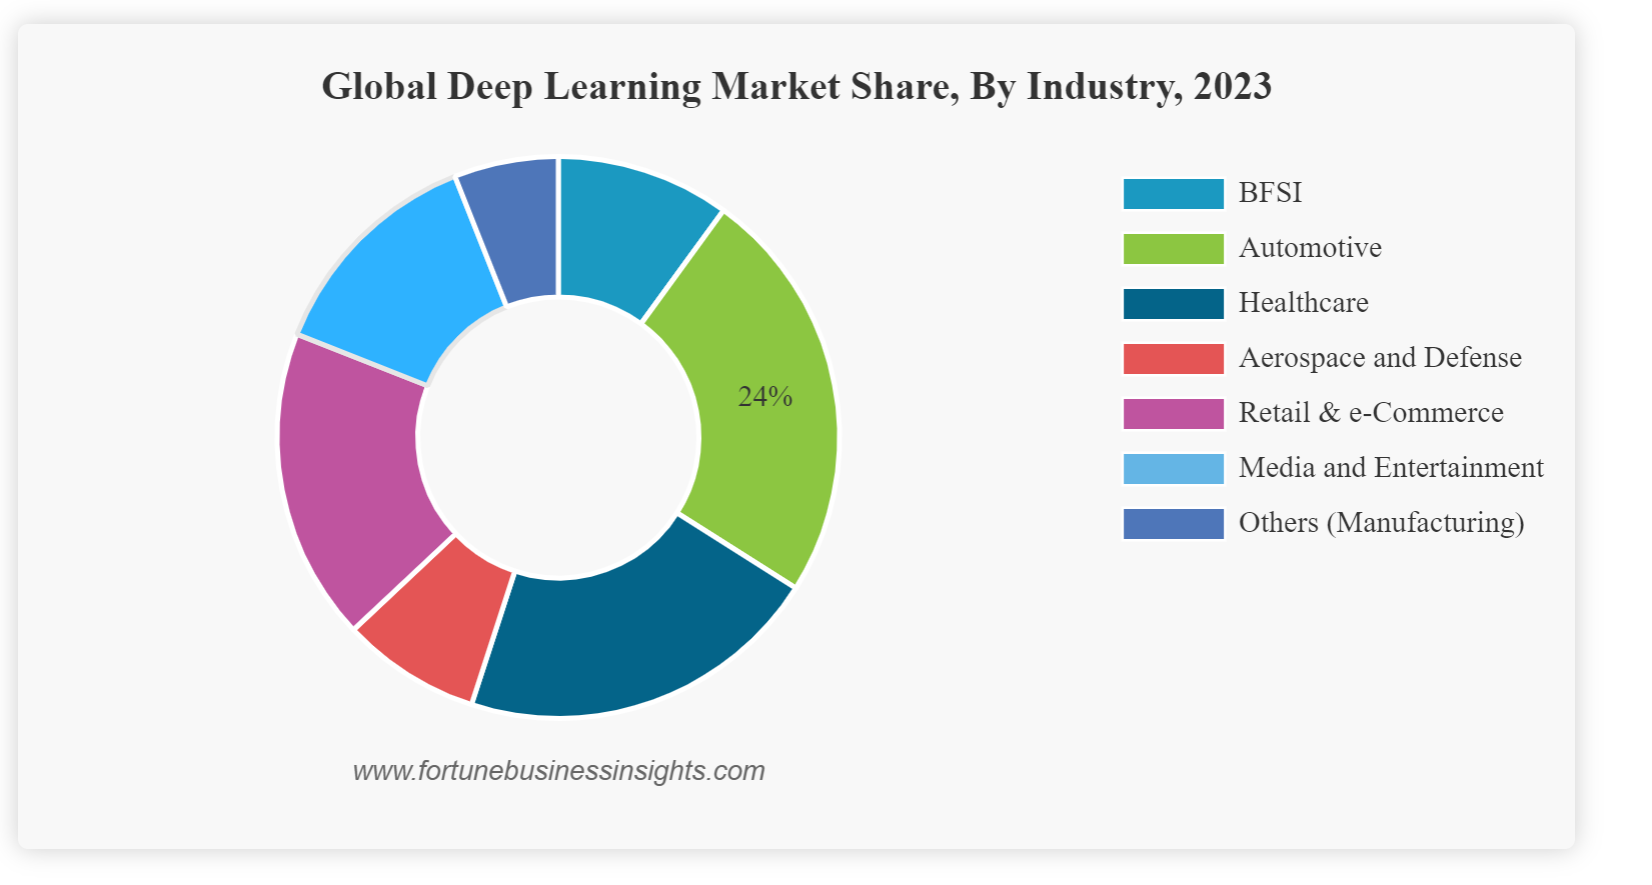 Global Deep Learning Market Share, By Industry, 2023
BFSI
Automotive
Healthcare
Aerospace and Defense
Retail & e-Commerce
Media and Entertainment
Others (Manufacturing)
24%
www.fortunebusinessinsights.com